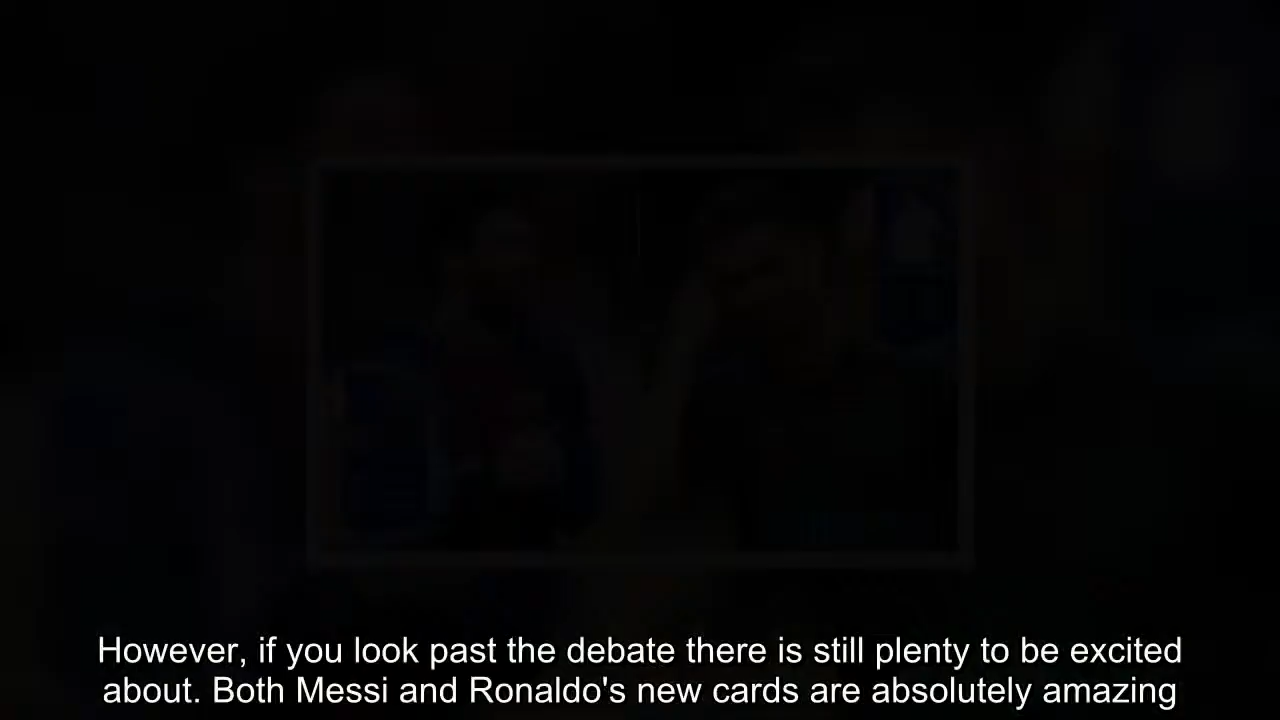 However, if you look past the debate there is still plenty to be excited
about. Both Messi and Ronaldo's new cards are absolutely amazing